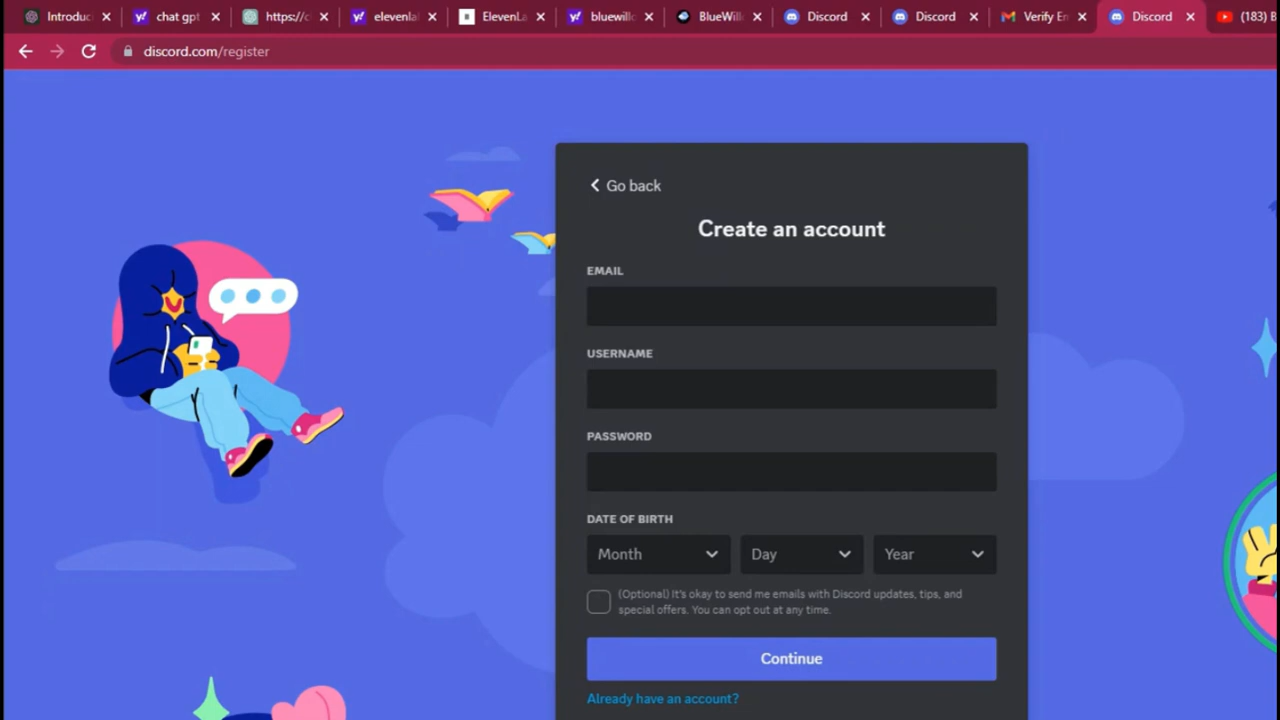 Introduc
chat gpt
https://c
elevenla
ElevenLa
bluewillo
BlueWill
Discord
Discord
Verify En
Discord
(183) B
discord.com/register
Go back
Create an account
EMAIL
USERNAME
PASSWORD
DATE OF BIRTH
Month
Day
Year
(Optional) It's okay to send me emails with Discord updates, tips, and
special offers. You can opt out at any time.
Continue
Already have an account?